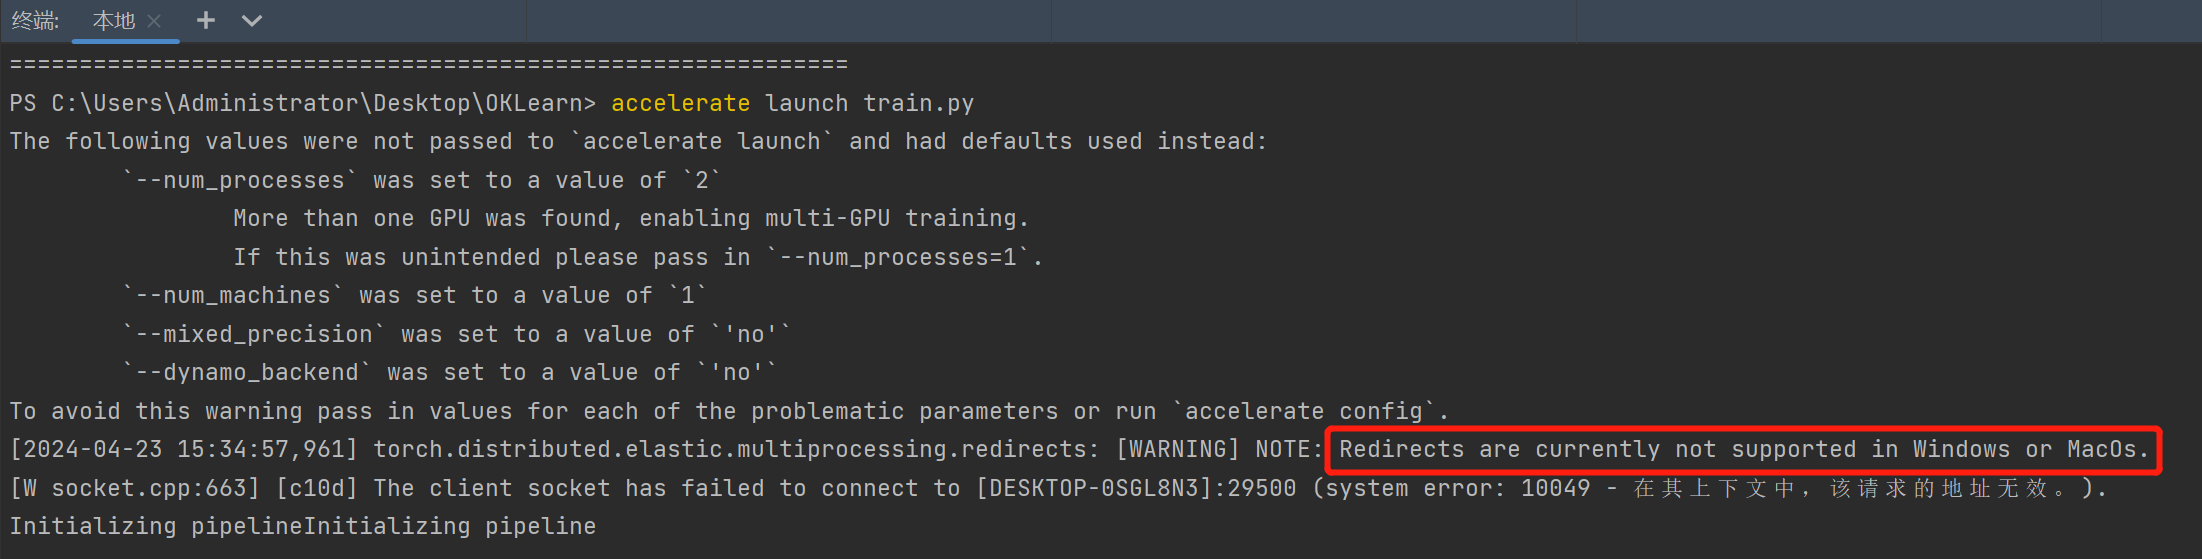 终端: 本地 × + ∨
============================================================
PS C:\Users\Administrator\Desktop\OKLearn> accelerate launch train.py
The following values were not passed to `accelerate launch` and had defaults used instead:
`--num_processes` was set to a value of `2`
More than one GPU was found, enabling multi-GPU training.
If this was unintended please pass in `--num_processes=1`.
`--num_machines` was set to a value of `1`
`--mixed_precision` was set to a value of `'no'`
`--dynamo_backend` was set to a value of `'no'`
To avoid this warning pass in values for each of the problematic parameters or run `accelerate config`.
[2024-04-23 15:34:57,961] torch.distributed.elastic.multiprocessing.redirects: [WARNING] NOTE: Redirects are currently not supported in Windows or MacOs.
[W socket.cpp:663] [c10d] The client socket has failed to connect to [DESKTOP-0SGL8N3]:29500 (system error: 10049 - 在其上下文中，该请求的地址无效。).
Initializing pipelineInitializing pipeline